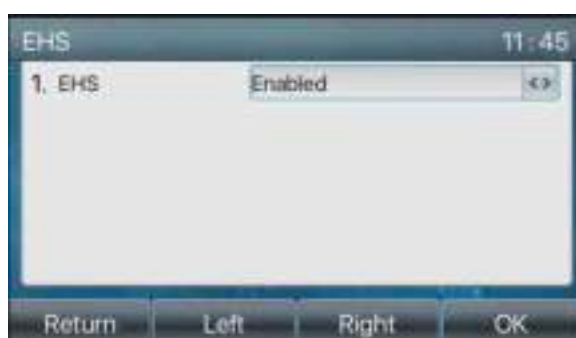 EHS 11:45
1. EHS Enabled <>
Return Left Right OK